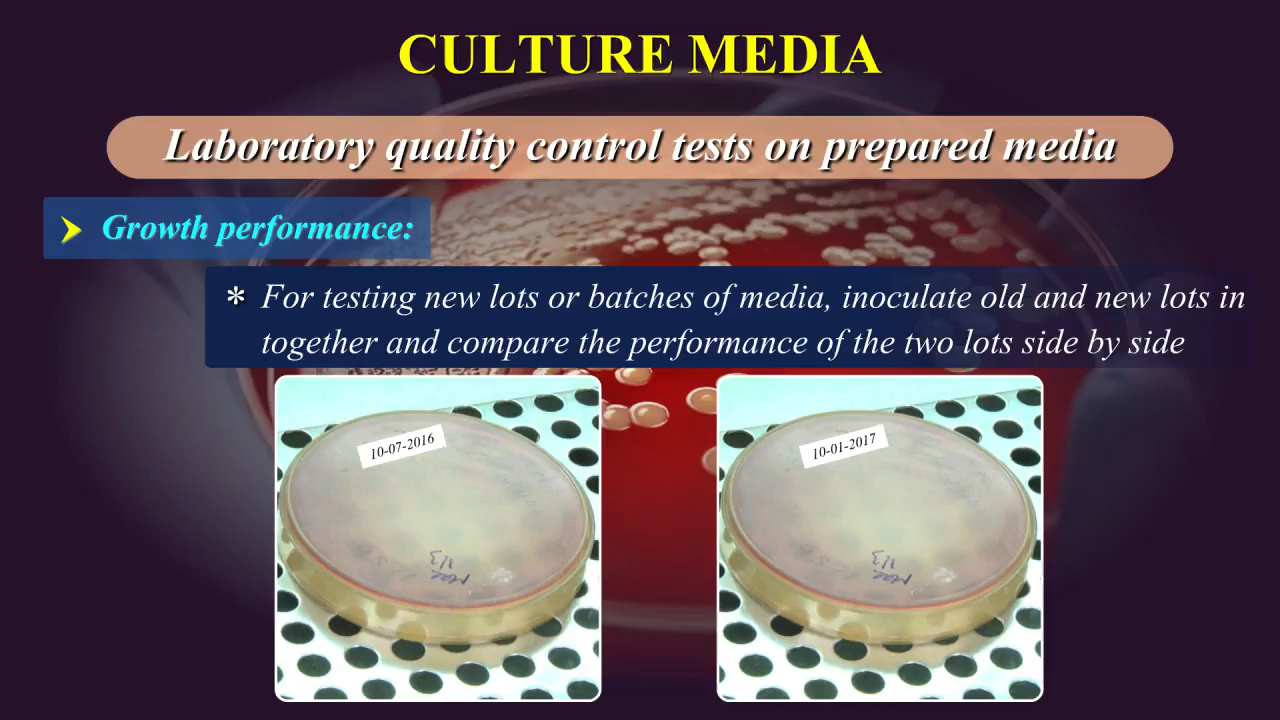 CULTURE MEDIA
Laboratory quality control tests on prepared media
Growth performance:
* For testing new lots or batches of media, inoculate old and new lots in
together and compare the performance of the two lots side by side
10-07-2016
10-01-2017